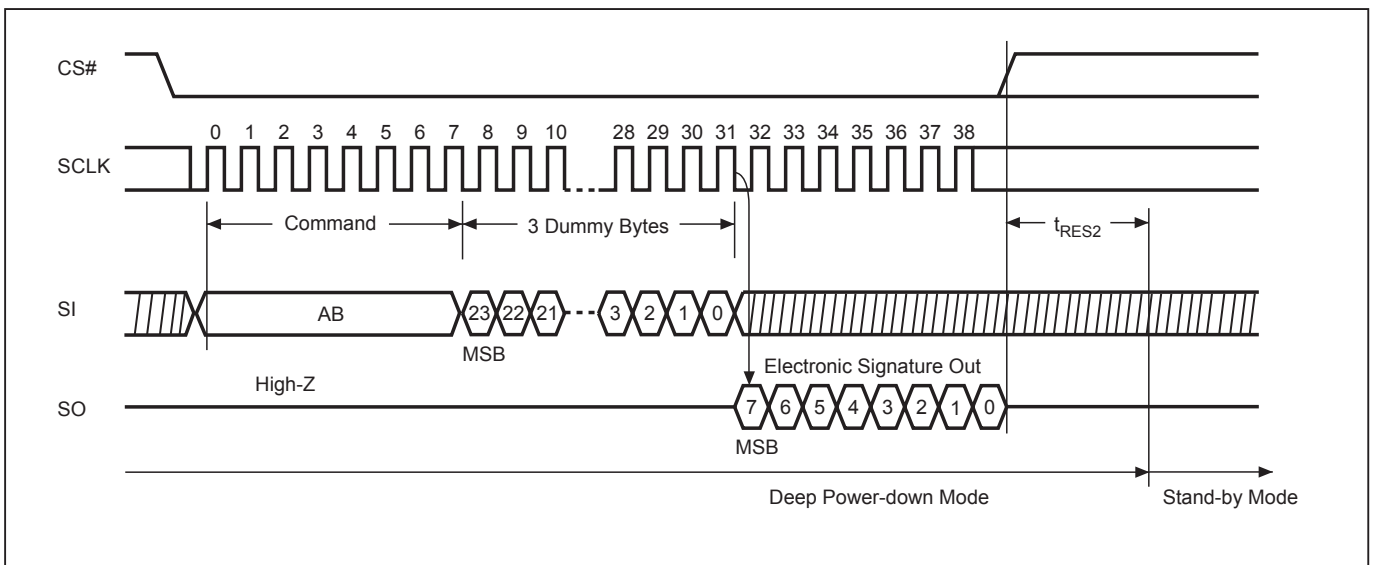 CS#
0 1 2 3 4 5 6 7 8 9 10 28 29 30 31 32 33 34 35 36 37 38
SCLK
Command 3 Dummy Bytes tRES2
SI AB 23 22 21 3 2 1 0
MSB
Electronic Signature Out
High-Z
SO 7 6 5 4 3 2 1 0
MSB
Deep Power-down Mode Stand-by Mode